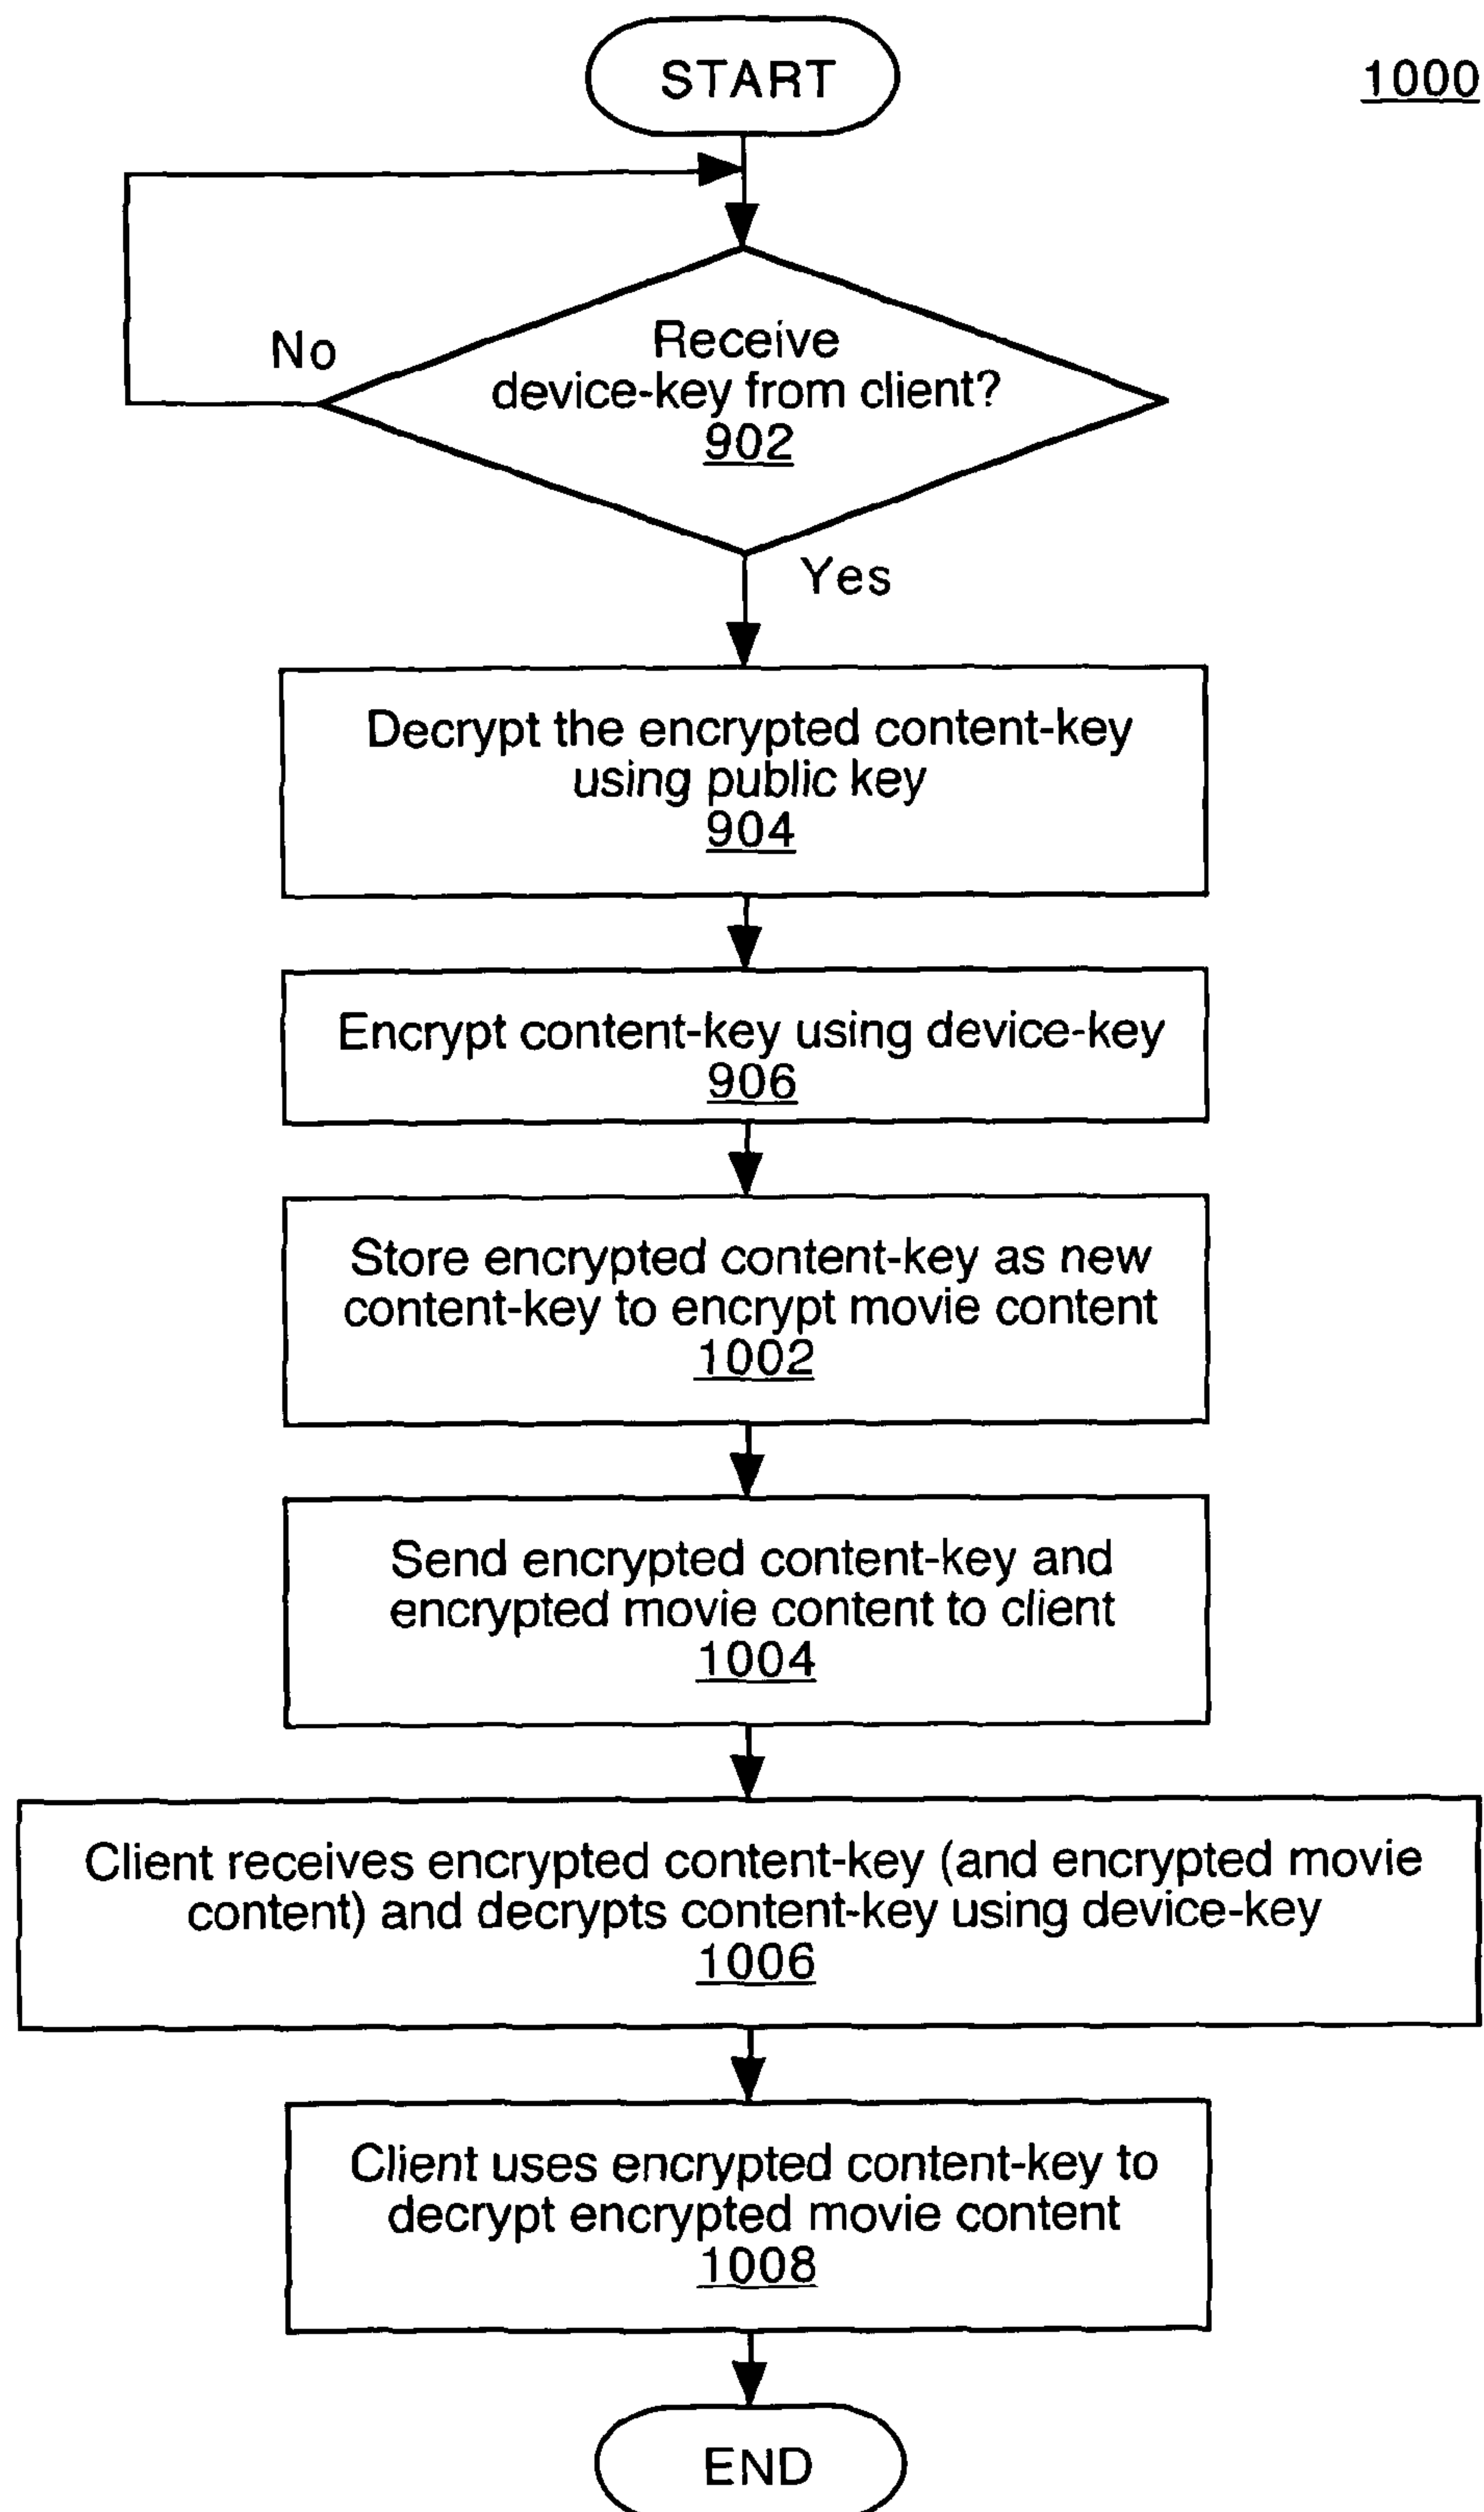 START
1000
No
Receive
device-key from client?
902
Yes
Decrypt the encrypted content-key
using public key
904
Encrypt content-key using device-key
906
Store encrypted content-key as new
content-key to encrypt movie content
1002
Send encrypted content-key and
encrypted movie content to client
1004
Client receives encrypted content-key (and encrypted movie
content) and decrypts content-key using device-key
1006
Client uses encrypted content-key to
decrypt encrypted movie content
1008
END